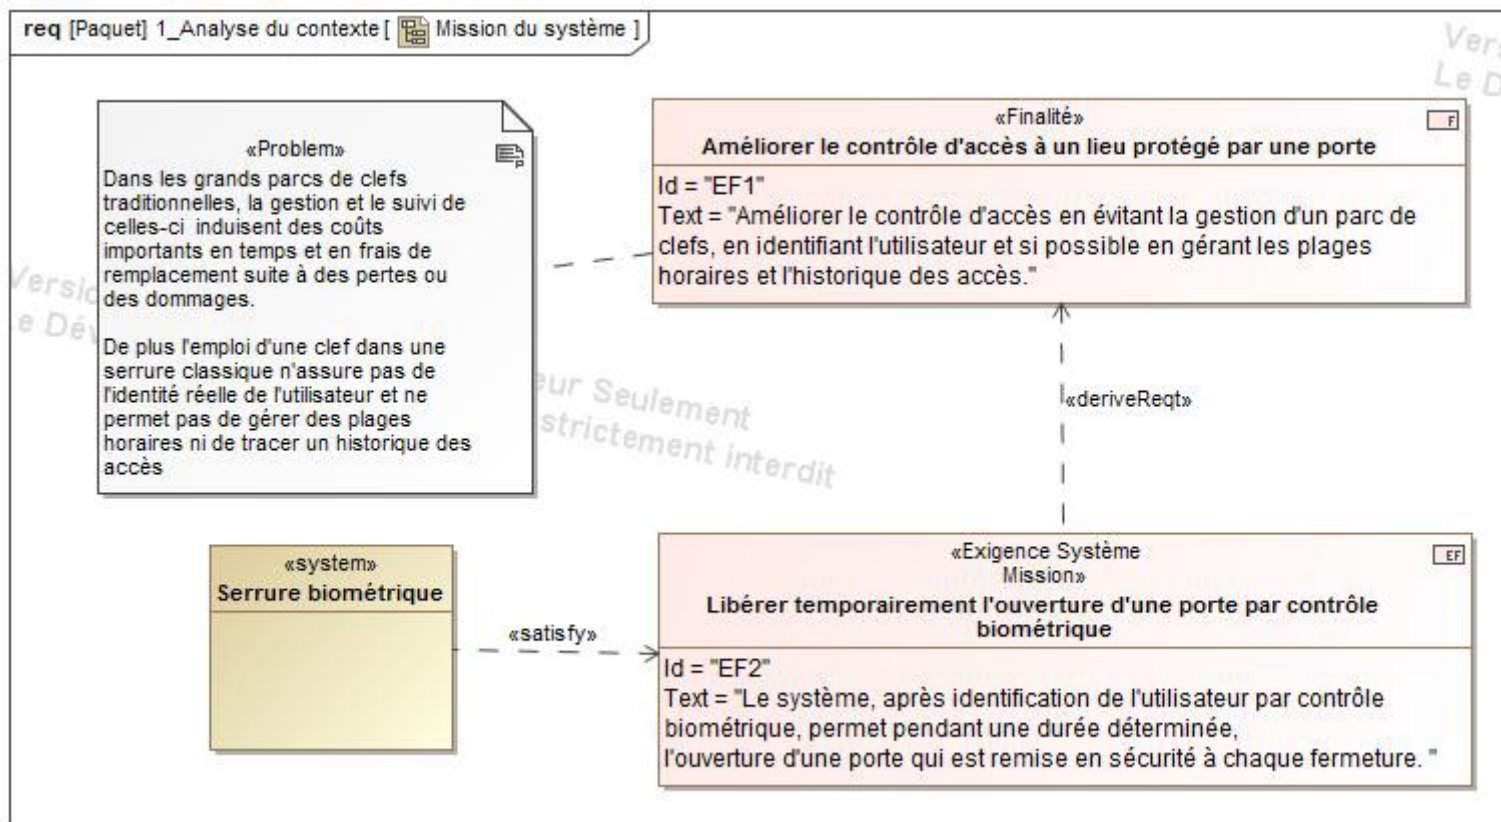 req [Paquet] 1_Analyse du contexte [ Mission du système ]
«Problem»
Dans les grands parcs de clefs
traditionnelles, la gestion et le suivi de
celles-ci induisent des coûts
importants en temps et en frais de
remplacement suite à des pertes ou
des dommages.
De plus l'emploi d'une clef dans une
serrure classique n'assure pas de
l'identité réelle de l'utilisateur et ne
permet pas de gérer des plages
horaires ni de tracer un historique des
accès
P
«Finalité»
F
Améliorer le contrôle d'accès à un lieu protégé par une porte
Id = "EF1"
Text = "Améliorer le contrôle d'accès en évitant la gestion d'un parc de
clefs, en identifiant l'utilisateur et si possible en gérant les plages
horaires et l'historique des accès."
«deriveReqt»
Seulement
strictement interdit
«system»
Serrure biométrique
«satisfy»
«Exigence Système
Mission»
EF
Libérer temporairement l'ouverture d'une porte par contrôle
biométrique
Id = "EF2"
Text = "Le système, après identification de l'utilisateur par contrôle
biométrique, permet pendant une durée déterminée,
l'ouverture d'une porte qui est remise en sécurité à chaque fermeture. "